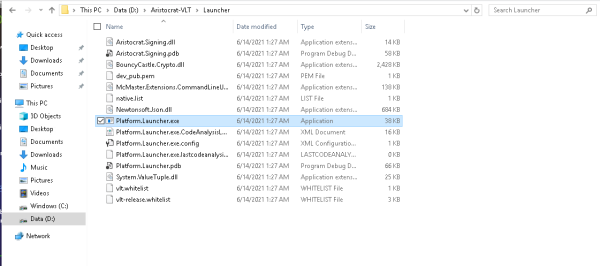 This PC > Data (D:) > Aristocrat-VLT > Launcher
Search Launcher
Name Date modified Type Size
Quick access
Desktop
Downloads
Documents
Pictures
This PC
3D Objects
Desktop
Documents
Downloads
Music
Pictures
Videos
Windows (C:)
Data (D:)
Network
Aristocrat.Signing.dll 6/14/2021 1:27 AM Application extens... 14 KB
Aristocrat.Signing.pdb 6/14/2021 1:27 AM Program Debug D... 58 KB
BouncyCastle.Crypto.dll 6/14/2021 1:27 AM Application extens... 2,428 KB
dev_pub.pem 6/14/2021 1:27 AM PEM File 1 KB
McMaster.Extensions.CommandLineU... 6/14/2021 1:27 AM Application extens... 138 KB
native.list 6/14/2021 1:27 AM LIST File 1 KB
Newtonsoft.Json.dll 6/14/2021 1:27 AM Application extens... 684 KB
Platform.Launcher.exe 6/14/2021 1:27 AM Application 38 KB
Platform.Launcher.exe.CodeAnalysisL... 6/14/2021 1:27 AM XML Document 16 KB
Platform.Launcher.exe.config 6/14/2021 1:27 AM XML Configuratio... 1 KB
Platform.Launcher.exe.lastcodeanalysi... 6/14/2021 1:27 AM LASTCODEANALY... 0 KB
Platform.Launcher.pdb 6/14/2021 1:27 AM Program Debug D... 66 KB
System.ValueTuple.dll 6/14/2021 1:27 AM Application extens... 25 KB
vlt.whitelist 6/14/2021 1:27 AM WHITELIST File 1 KB
vlt-release.whitelist 6/14/2021 1:27 AM WHITELIST File 3 KB